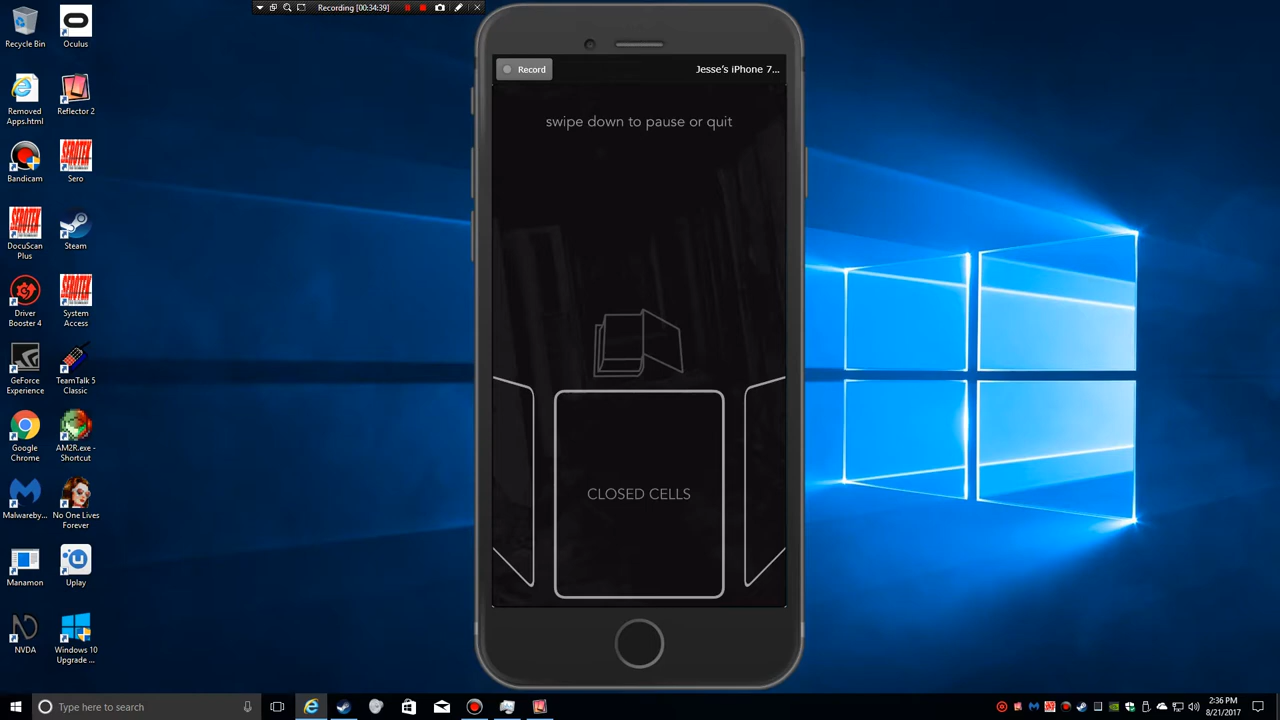 Recording [00:34:39]
Recycle Bin
Oculus
Removed
Apps.html
Reflector 2
Bandicam
SEROTEK
Sero
SEROTEK
DocuScan
Plus
Steam
Driver
Booster 4
SEROTEK
System
Access
GeForce
Experience
TeamTalk 5
Classic
Google
Chrome
AM2R.exe -
Shortcut
Malwareby...
No One Lives
Forever
Manamon
Uplay
NVDA
Windows 10
Upgrade ...
Record
Jesse's iPhone 7...
swipe down to pause or quit
CLOSED CELLS
Type here to search
2:36 PM
8/21/2017